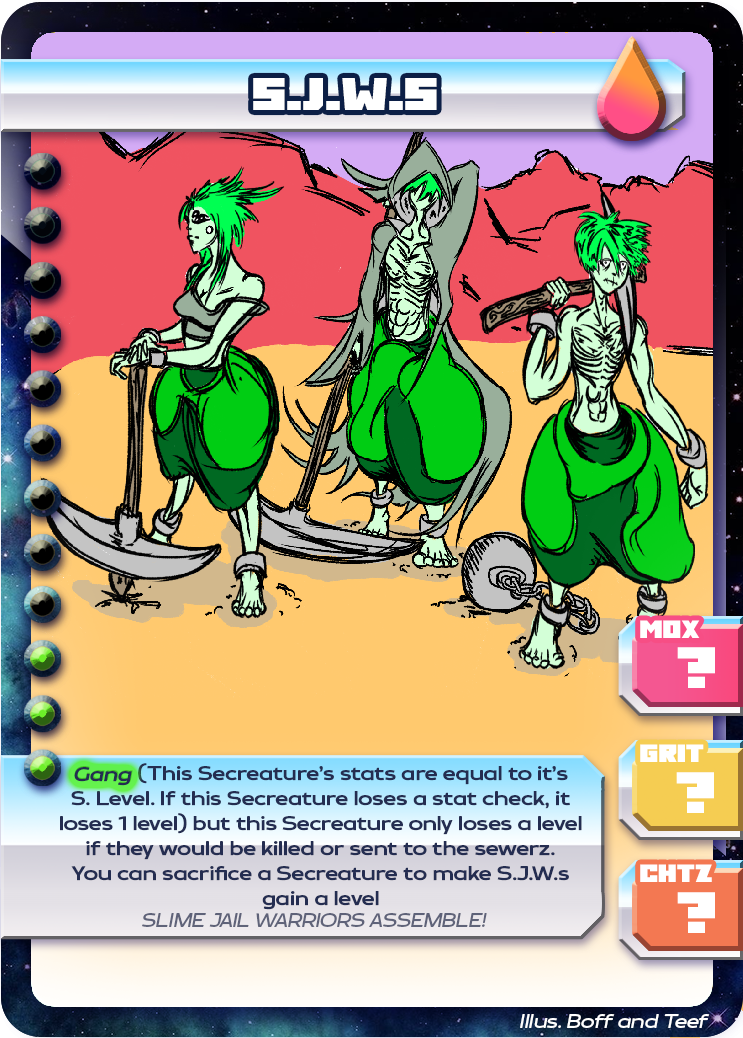 S.J.W.S
MOX
?
GRIT
?
CHTZ
?
Gang (This Secreature's stats are equal to it's
S. Level. If this Secreature loses a stat check, it
loses 1 level) but this Secreature only loses a level
if they would be killed or sent to the sewerz.
You can sacrifice a Secreature to make S.J.W.s
gain a level
SLIME JAIL WARRIORS ASSEMBLE!
Illus. Boff and Teef